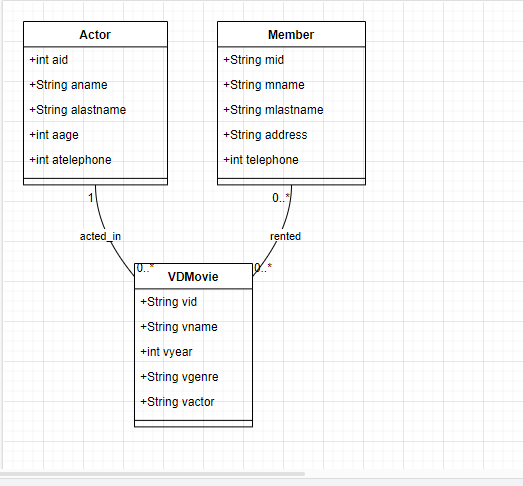 Actor
+int aid
+String aname
+String alastname
+int aage
+int atelephone
Member
+String mid
+String mname
+String mlastname
+String address
+int telephone
1
0..*
acted_in
rented
0..*
0..*
VDMovie
+String vid
+String vname
+int vyear
+String vgenre
+String vactor